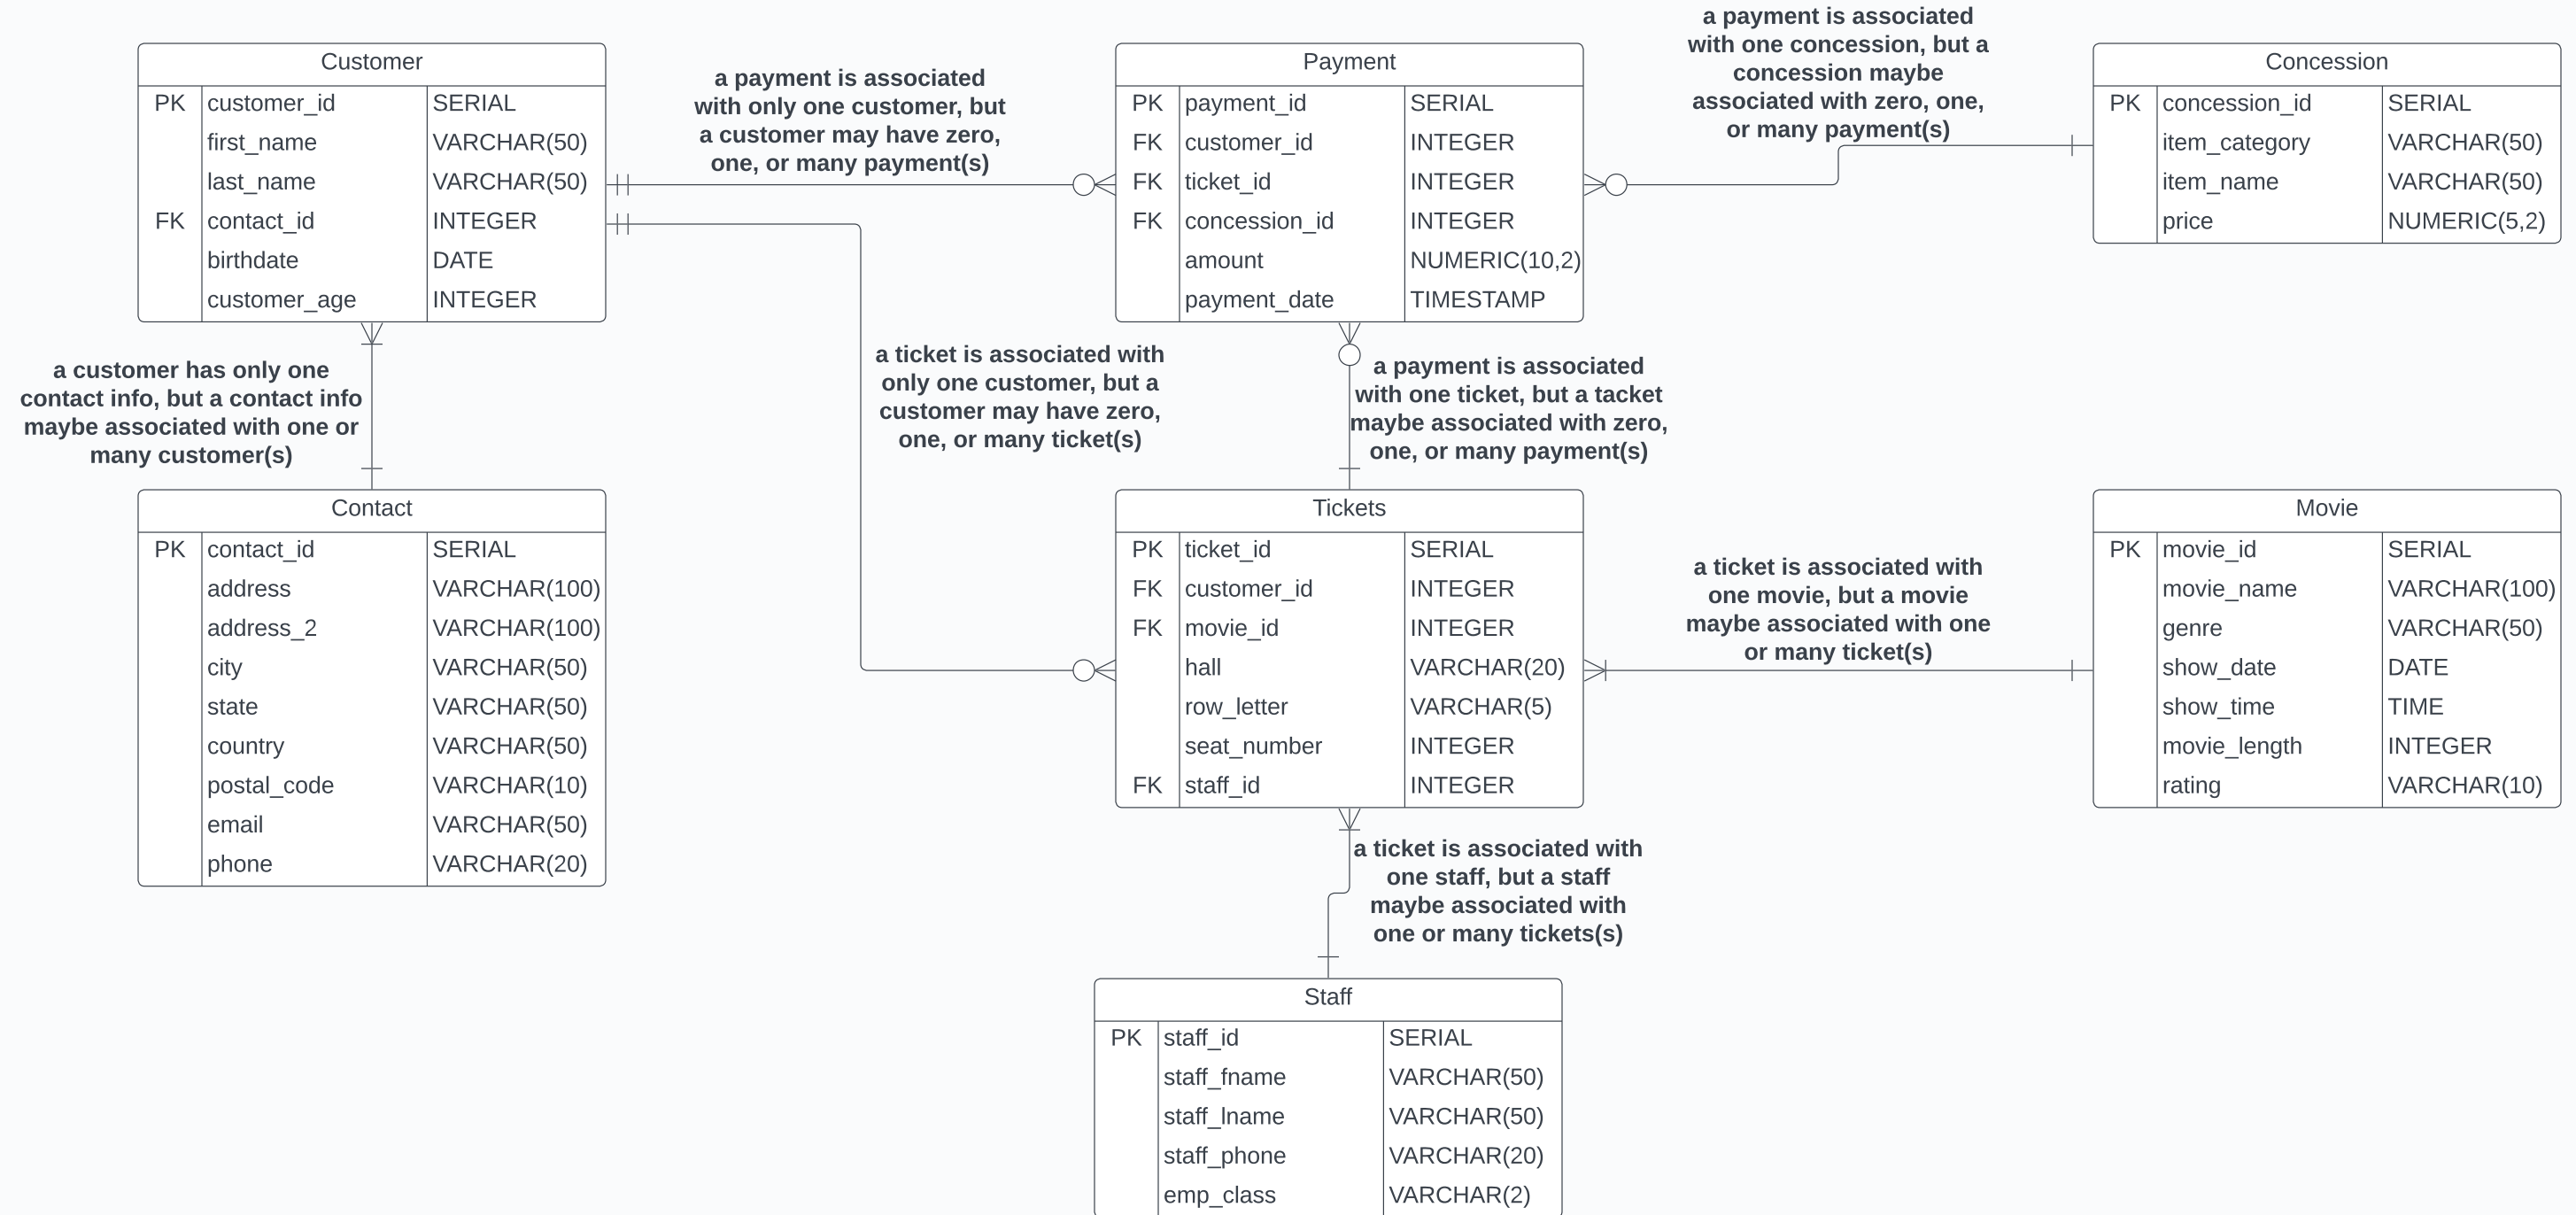 Customer
PK customer_id SERIAL
first_name VARCHAR(50)
last_name VARCHAR(50)
FK contact_id INTEGER
birthdate DATE
customer_age INTEGER
a payment is associated
with only one customer, but
a customer may have zero,
one, or many payment(s)
Payment
PK payment_id SERIAL
FK customer_id INTEGER
FK ticket_id INTEGER
FK concession_id INTEGER
amount NUMERIC(10,2)
payment_date TIMESTAMP
a payment is associated
with one concession, but a
concession maybe
associated with zero, one,
or many payment(s)
Concession
PK concession_id SERIAL
item_category VARCHAR(50)
item_name VARCHAR(50)
price NUMERIC(5,2)
a customer has only one
contact info, but a contact info
maybe associated with one or
many customer(s)
a ticket is associated with
only one customer, but a
customer may have zero,
one, or many ticket(s)
a payment is associated
with one ticket, but a tacket
maybe associated with zero,
one, or many payment(s)
Contact
PK contact_id SERIAL
address VARCHAR(100)
address_2 VARCHAR(100)
city VARCHAR(50)
state VARCHAR(50)
country VARCHAR(50)
postal_code VARCHAR(10)
email VARCHAR(50)
phone VARCHAR(20)
Tickets
PK ticket_id SERIAL
FK customer_id INTEGER
FK movie_id INTEGER
hall VARCHAR(20)
row_letter VARCHAR(5)
seat_number INTEGER
FK staff_id INTEGER
a ticket is associated with
one movie, but a movie
maybe associated with one
or many ticket(s)
Movie
PK movie_id SERIAL
movie_name VARCHAR(100)
genre VARCHAR(50)
show_date DATE
show_time TIME
movie_length INTEGER
rating VARCHAR(10)
a ticket is associated with
one staff, but a staff
maybe associated with
one or many tickets(s)
Staff
PK staff_id SERIAL
staff_fname VARCHAR(50)
staff_lname VARCHAR(50)
staff_phone VARCHAR(20)
emp_class VARCHAR(2)